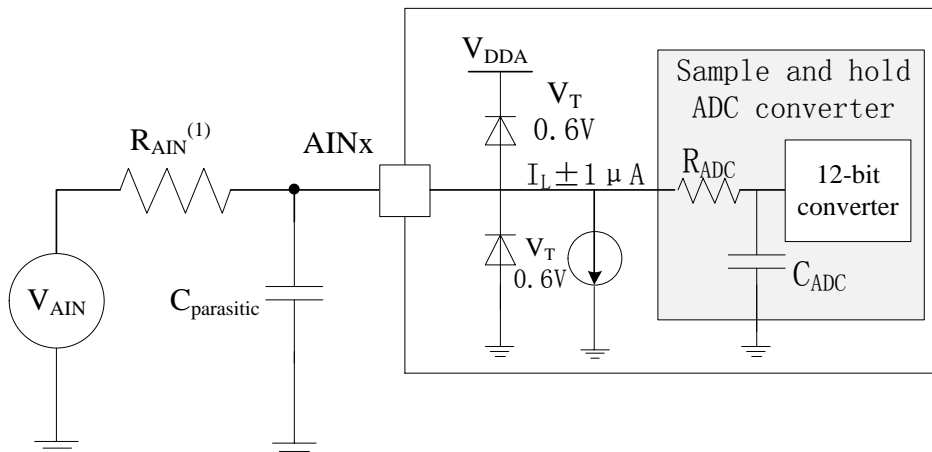 V_DDA
V_T
0.6V
Sample and hold
ADC converter
R_AIN^(1)
AINx
I_L±1μA
R_ADC
12-bit
converter
V_T
0.6V
V_AIN
C_parasitic
C_ADC